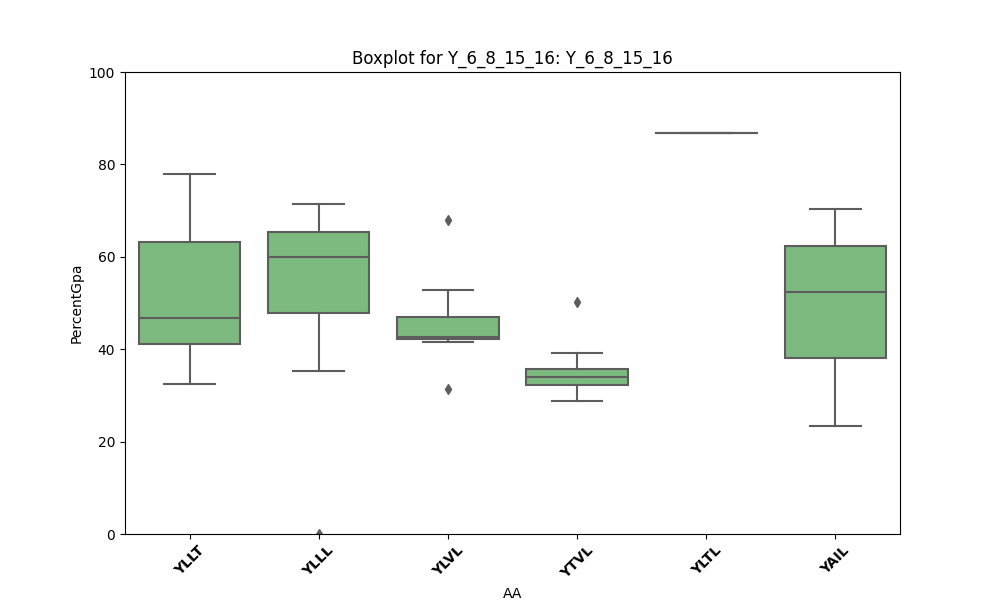 Boxplot for Y_6_8_15_16: Y_6_8_15_16
100
80
60
40
20
0
PercentGpa
YLLT
YLLL
YLVL
YTVL
YLTL
YAIL
AA